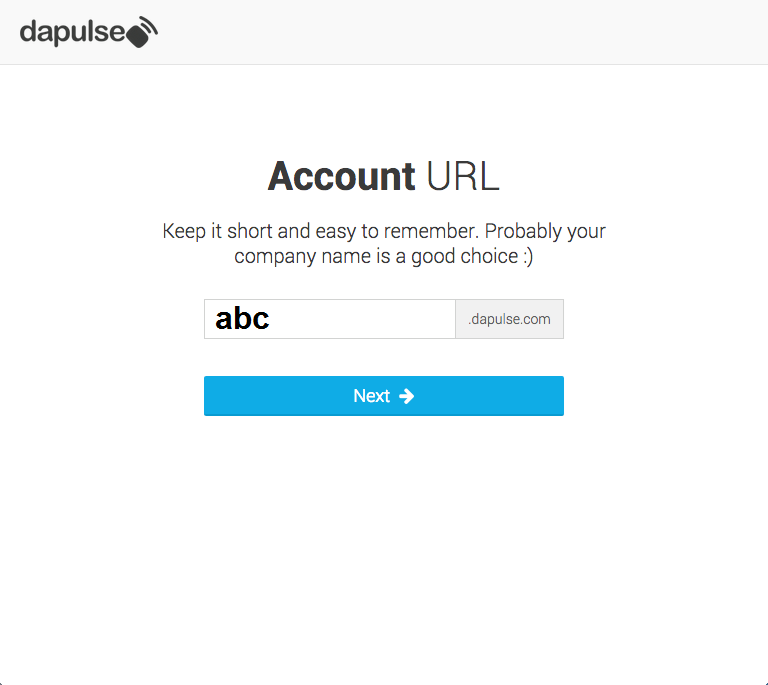 dapulse
Account URL
Keep it short and easy to remember. Probably your
company name is a good choice :)
abc .dapulse.com
Next